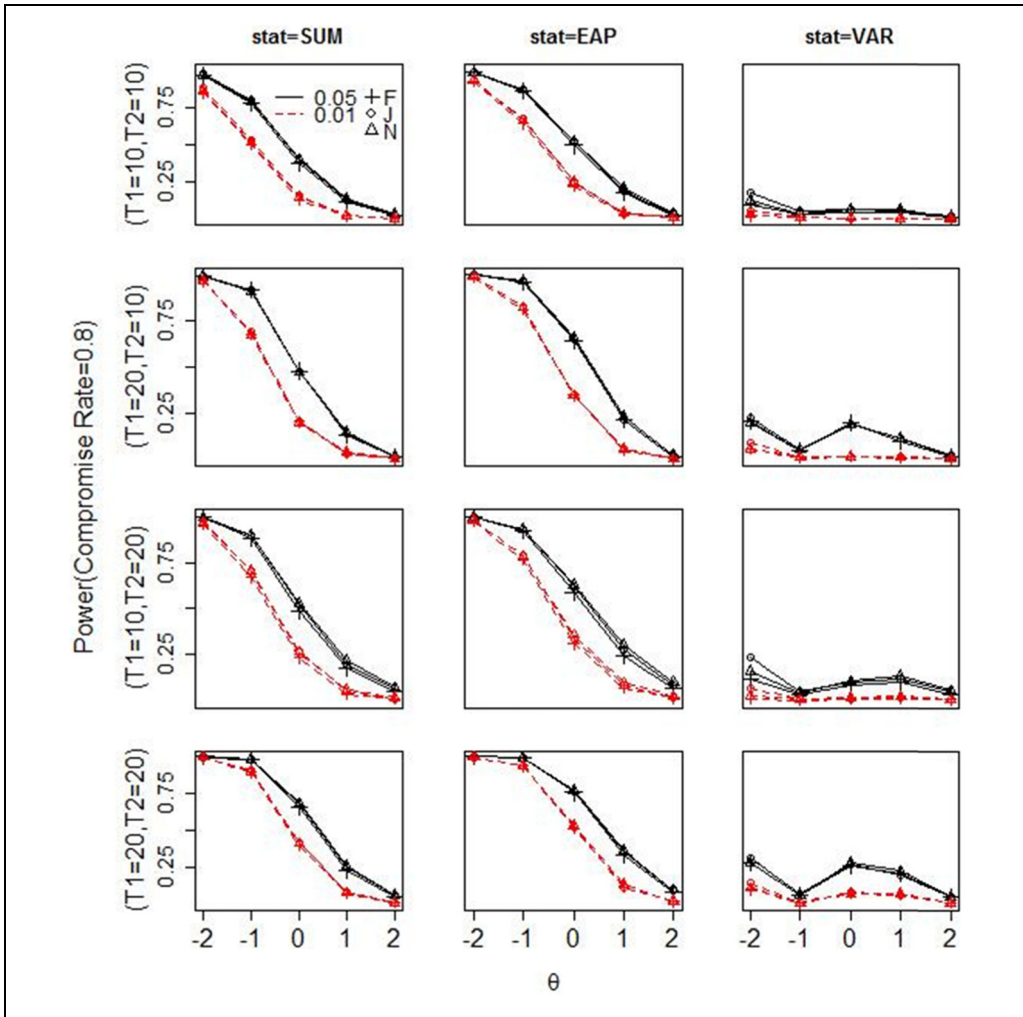 stat=SUM stat=EAP stat=VAR
Power(Compromise Rate=0.8)
(T1=10,T2=10)
0.75
0.25
0.05 F
0.01 J
N
(T1=20,T2=10)
0.75
0.25
(T1=10,T2=20)
0.75
0.25
(T1=20,T2=20)
0.75
0.25
-2 -1 0 1 2 -2 -1 0 1 2 -2 -1 0 1 2
θ